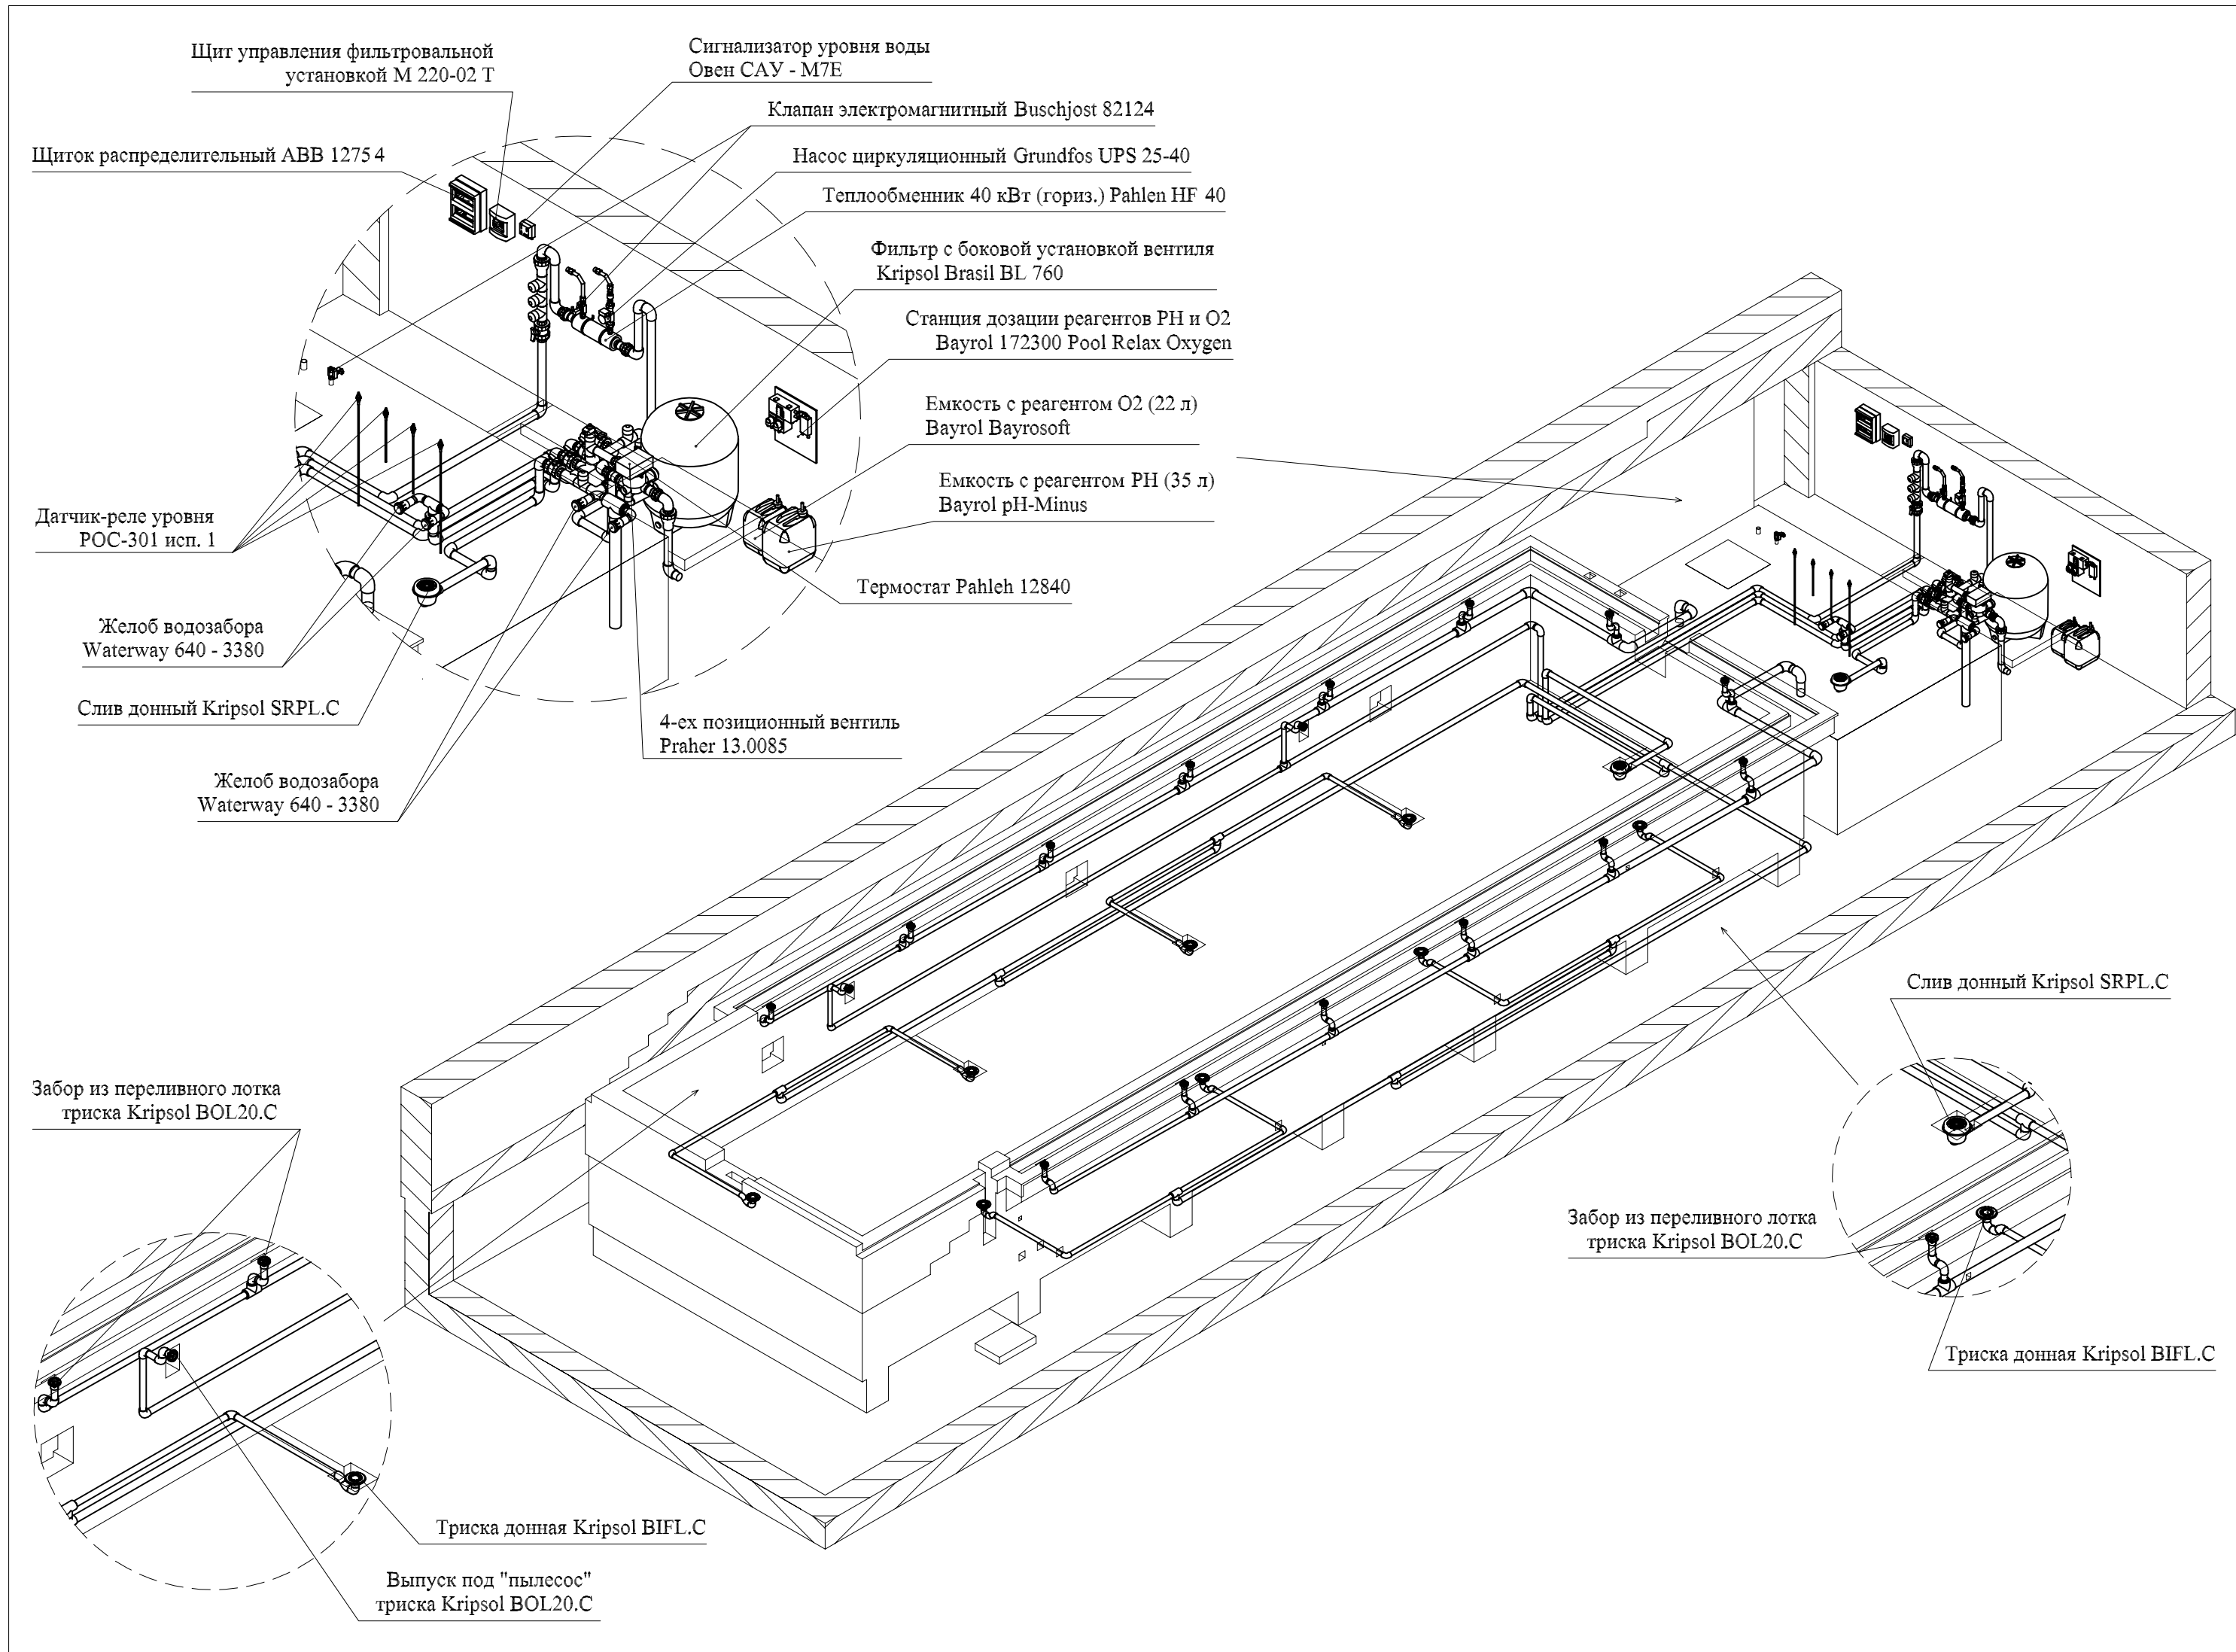 Щит управления фильтровальной
установкой М 220-02 Т
Сигнализатор уровня воды
Овен САУ - М7Е
Клапан электромагнитный Buschjost 82124
Щиток распределительный ABB 12754
Насос циркуляционный Grundfos UPS 25-40
Теплообменник 40 кВт (гориз.) Pahlen HF 40
Фильтр с боковой установкой вентиля
Kripsol Brasil BL 760
Станция дозации реагентов РН и О2
Bayrol 172300 Pool Relax Oxygen
Емкость с реагентом О2 (22 л)
Bayrol Bayrosoft
Емкость с реагентом РН (35 л)
Bayrol pH-Minus
Датчик-реле уровня
РОС-301 исп. 1
Термостат Pahleh 12840
Желоб водозабора
Waterway 640 - 3380
Слив донный Kripsol SRPL.C
4-ех позиционный вентиль
Praher 13.0085
Желоб водозабора
Waterway 640 - 3380
Слив донный Kripsol SRPL.C
Забор из переливного лотка
триска Kripsol BOL20.C
Забор из переливного лотка
триска Kripsol BOL20.C
Триска донная Kripsol BIFL.C
Триска донная Kripsol BIFL.C
Выпуск под "пылесос"
триска Kripsol BOL20.C